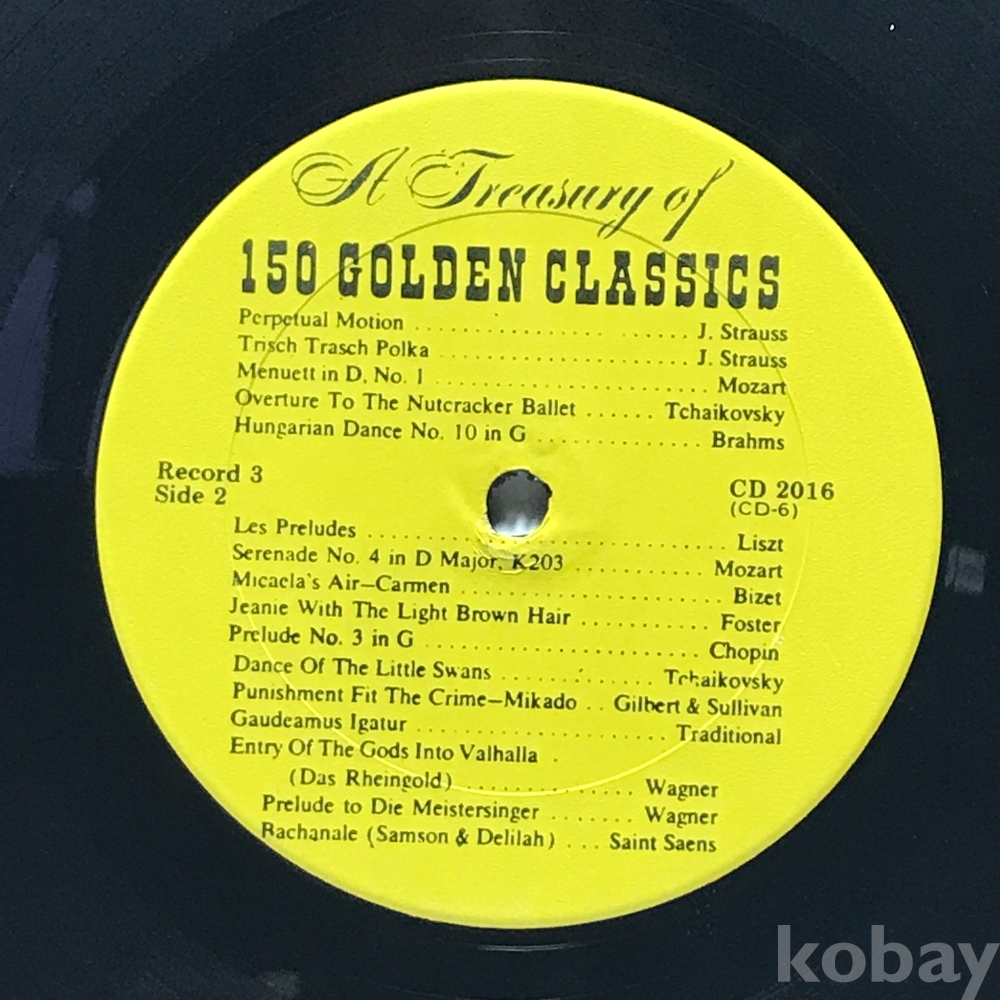 A Treasury of
150 GOLDEN CLASSICS
Perpetual Motion .................. ....... J. Strauss
Trisch Trasch Polka ......................... J. Strauss
Menuett in D, No. 1 .......................... Mozart
Overture To The Nutcracker Ballet ...... Tchaikovsky
Hungarian Dance No. 10 in G .............. Brahms
Record 3
Side 2
CD 2016
(CD-6)
Les Preludes ................................ Liszt
Serenade No. 4 in D Major, K203 ........... Mozart
Micaela's Air—Carmen ........................ Bizet
Jeanie With The Light Brown Hair .......... Foster
Prelude No. 3 in G ......................... Chopin
Dance Of The Little Swans ............. Tchaikovsky
Punishment Fit The Crime—Mikado .. Gilbert & Sullivan
Gaudeamus Igatur ...................... Traditional
Entry Of The Gods Into Valhalla .
(Das Rheingold) ............... Wagner
Prelude to Die Meistersinger ....... Wagner
Bachanale (Samson & Delilah) ... Saint Saens
kobay